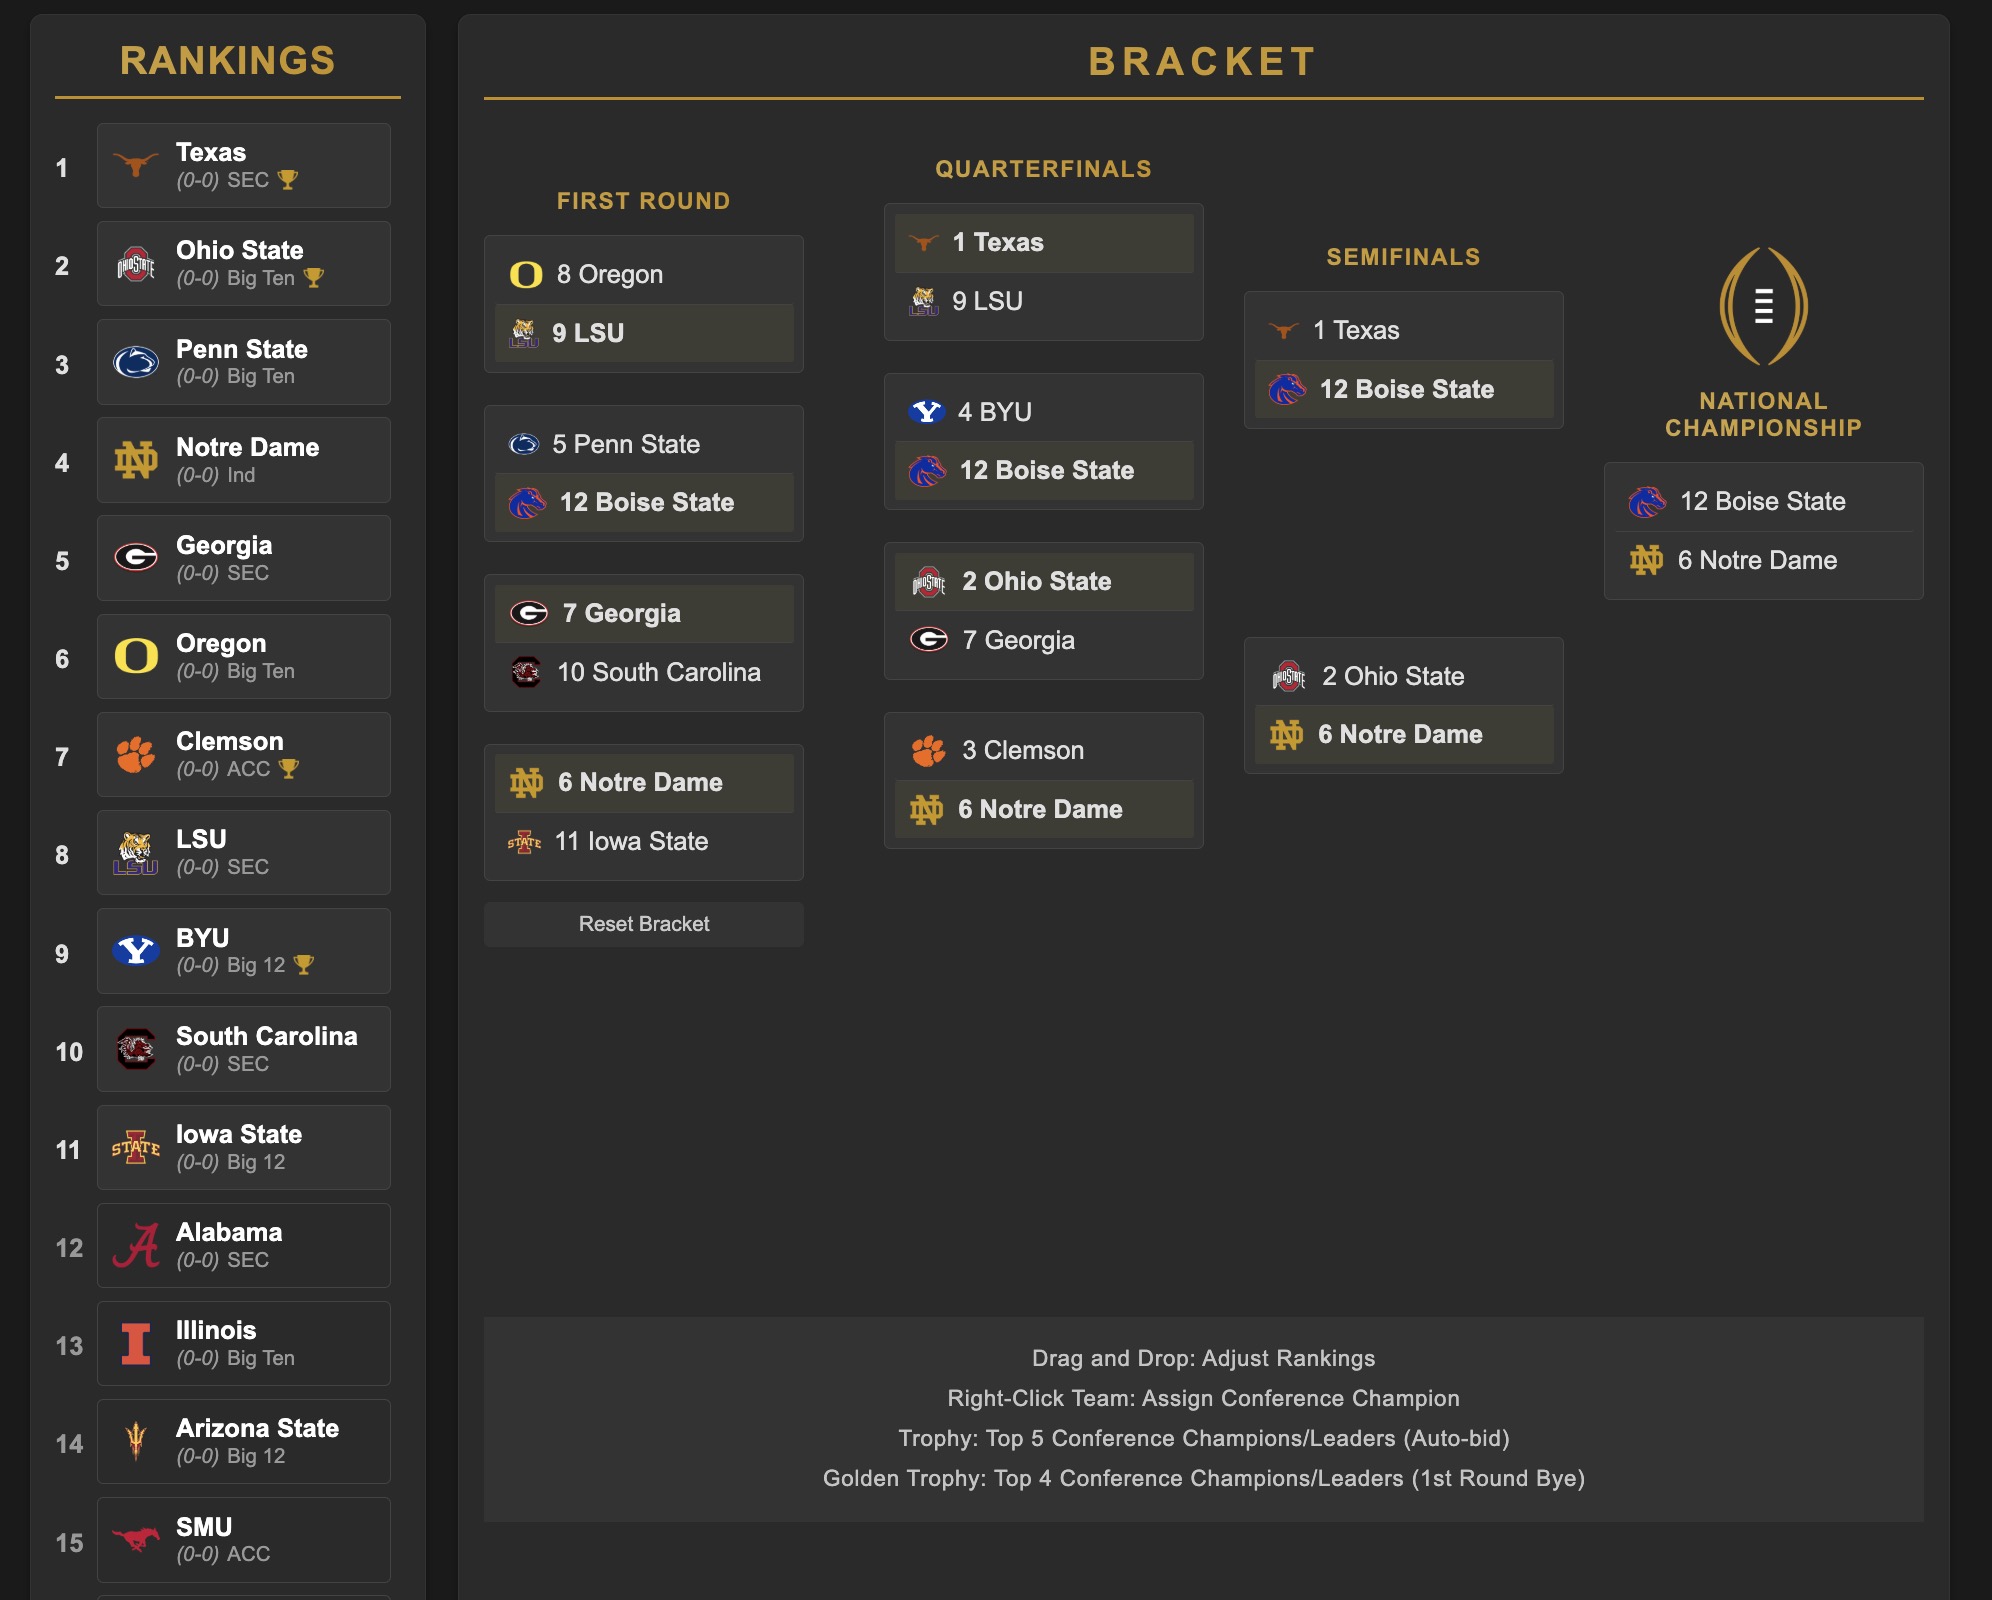 RANKINGS
1
Texas
(0-0) SEC
2
Ohio State
(0-0) Big Ten
3
Penn State
(0-0) Big Ten
4
Notre Dame
(0-0) Ind
5
Georgia
(0-0) SEC
6
Oregon
(0-0) Big Ten
7
Clemson
(0-0) ACC
8
LSU
(0-0) SEC
9
BYU
(0-0) Big 12
10
South Carolina
(0-0) SEC
11
Iowa State
(0-0) Big 12
12
Alabama
(0-0) SEC
13
Illinois
(0-0) Big Ten
14
Arizona State
(0-0) Big 12
15
SMU
(0-0) ACC
BRACKET
FIRST ROUND
8 Oregon
9 LSU
5 Penn State
12 Boise State
7 Georgia
10 South Carolina
6 Notre Dame
11 Iowa State
Reset Bracket
QUARTERFINALS
1 Texas
9 LSU
4 BYU
12 Boise State
2 Ohio State
7 Georgia
3 Clemson
6 Notre Dame
SEMIFINALS
1 Texas
12 Boise State
2 Ohio State
6 Notre Dame
NATIONAL
CHAMPIONSHIP
12 Boise State
6 Notre Dame
Drag and Drop: Adjust Rankings
Right-Click Team: Assign Conference Champion
Trophy: Top 5 Conference Champions/Leaders (Auto-bid)
Golden Trophy: Top 4 Conference Champions/Leaders (1st Round Bye)